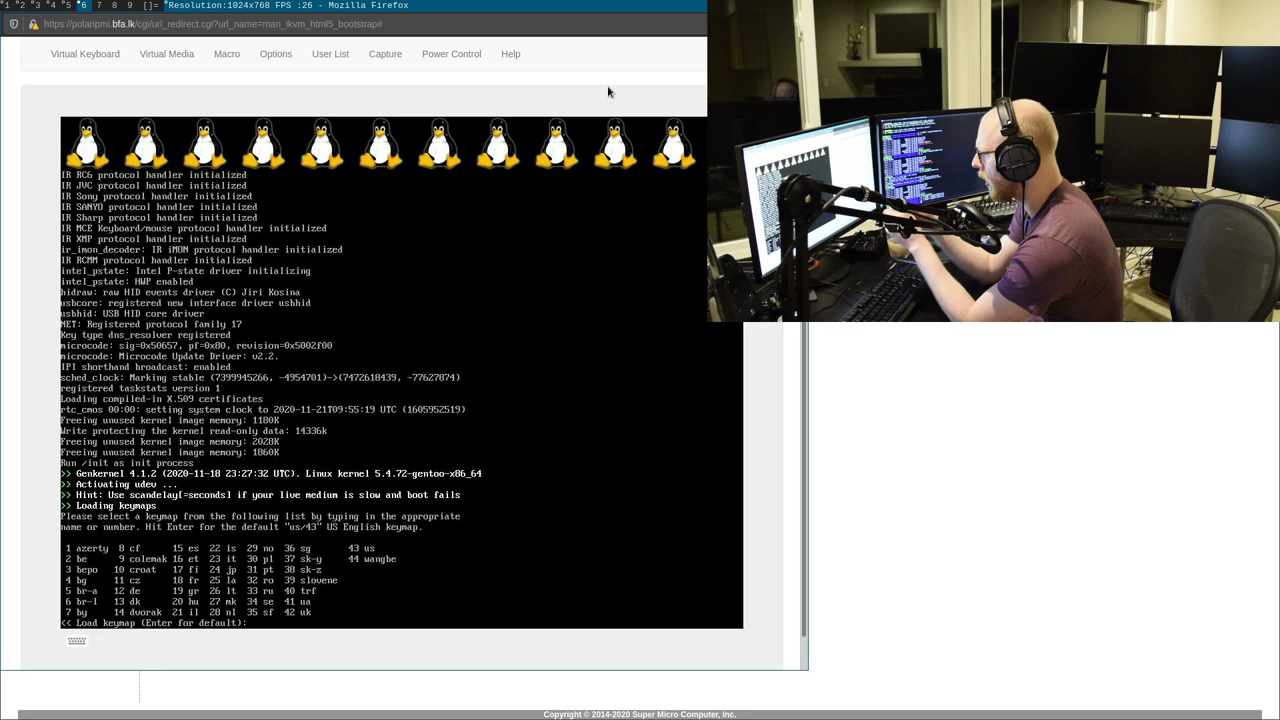 1 2 3 4 5 6 7 8 9 []= Resolution:1024x768 FPS :26 - Mozilla Firefox
https://polaripmi.bfa.lk/cgi/url_redirect.cgi?url_name=man_ikvm_html5_bootstrap#
Virtual Keyboard Virtual Media Macro Options User List Capture Power Control Help
IR RC6 protocol handler initialized
IR JVC protocol handler initialized
IR Sony protocol handler initialized
IR SANYO protocol handler initialized
IR Sharp protocol handler initialized
IR MCE Keyboard/mouse protocol handler initialized
IR XMP protocol handler initialized
ir_imon_decoder: IR iMON protocol handler initialized
IR RCMM protocol handler initialized
intel_pstate: Intel P-state driver initializing
intel_pstate: HWP enabled
hidraw: raw HID events driver (C) Jiri Kosina
usbcore: registered new interface driver usbhid
usbhid: USB HID core driver
NET: Registered protocol family 17
Key type dns_resolver registered
microcode: sig=0x50657, pf=0x80, revision=0x5002f00
microcode: Microcode Update Driver: v2.2.
IPI shorthand broadcast: enabled
sched_clock: Marking stable (7399945266, -4954701)->(7472618439, -77627874)
registered taskstats version 1
Loading compiled-in X.509 certificates
rtc_cmos 00:00: setting system clock to 2020-11-21T09:55:19 UTC (1605952519)
Freeing unused kernel image memory: 1180K
Write protecting the kernel read-only data: 14336k
Freeing unused kernel image memory: 2028K
Freeing unused kernel image memory: 1860K
Run /init as init process
>> Genkernel 4.1.2 (2020-11-18 23:27:32 UTC). Linux kernel 5.4.72-gentoo-x86_64
>> Activating udev ...
>> Hint: Use scandelay[=seconds] if your live medium is slow and boot fails
>> Loading keymaps
Please select a keymap from the following list by typing in the appropriate
name or number. Hit Enter for the default "us/43" US English keymap.
1 azerty 8 cf 15 es 22 is 29 no 36 sg 43 us
2 be 9 colemak 16 et 23 it 30 pl 37 sk-y 44 wangbe
3 bepo 10 croat 17 fi 24 jp 31 pt 38 sk-z
4 bg 11 cz 18 fr 25 la 32 ro 39 slovene
5 br-a 12 de 19 gr 26 lt 33 ru 40 trf
6 br-l 13 dk 20 hu 27 mk 34 se 41 ua
7 by 14 dvorak 21 il 28 nl 35 sf 42 uk
<< Load keymap (Enter for default):
Copyright © 2014-2020 Super Micro Computer, Inc.